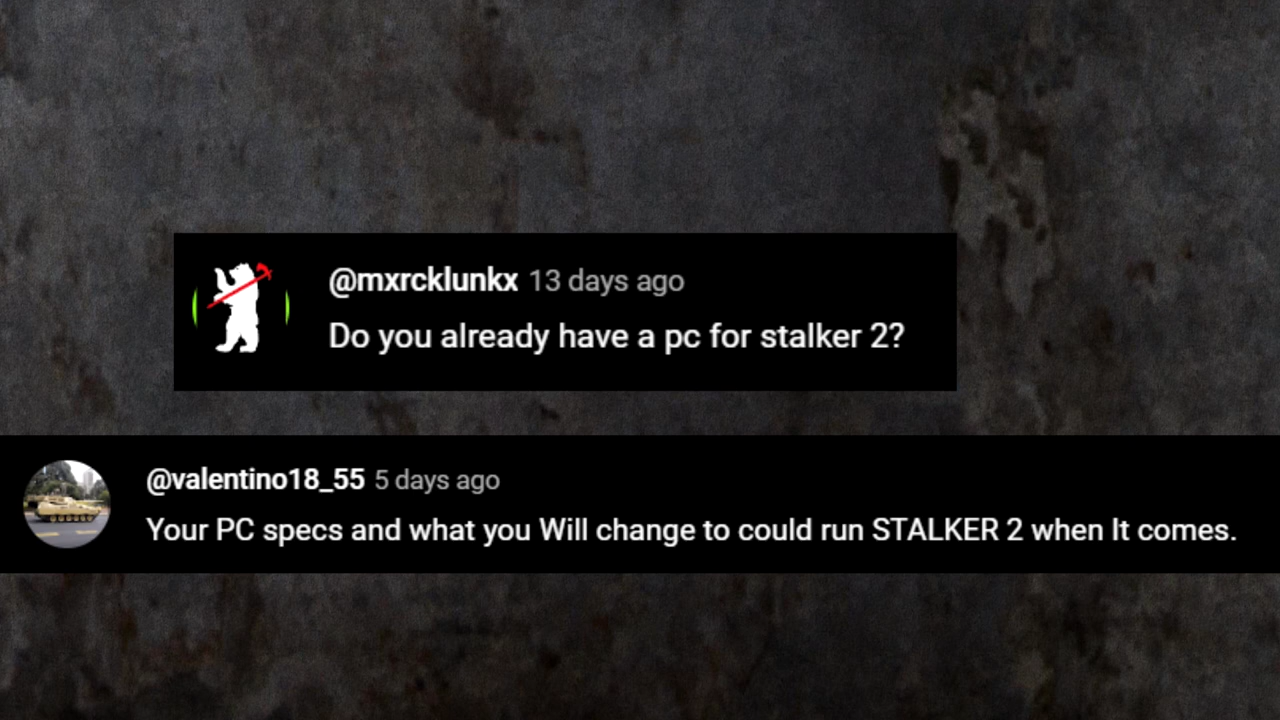 @mxrcklunkx 13 days ago
Do you already have a pc for stalker 2?
@valentino18_55 5 days ago
Your PC specs and what you Will change to could run STALKER 2 when It comes.